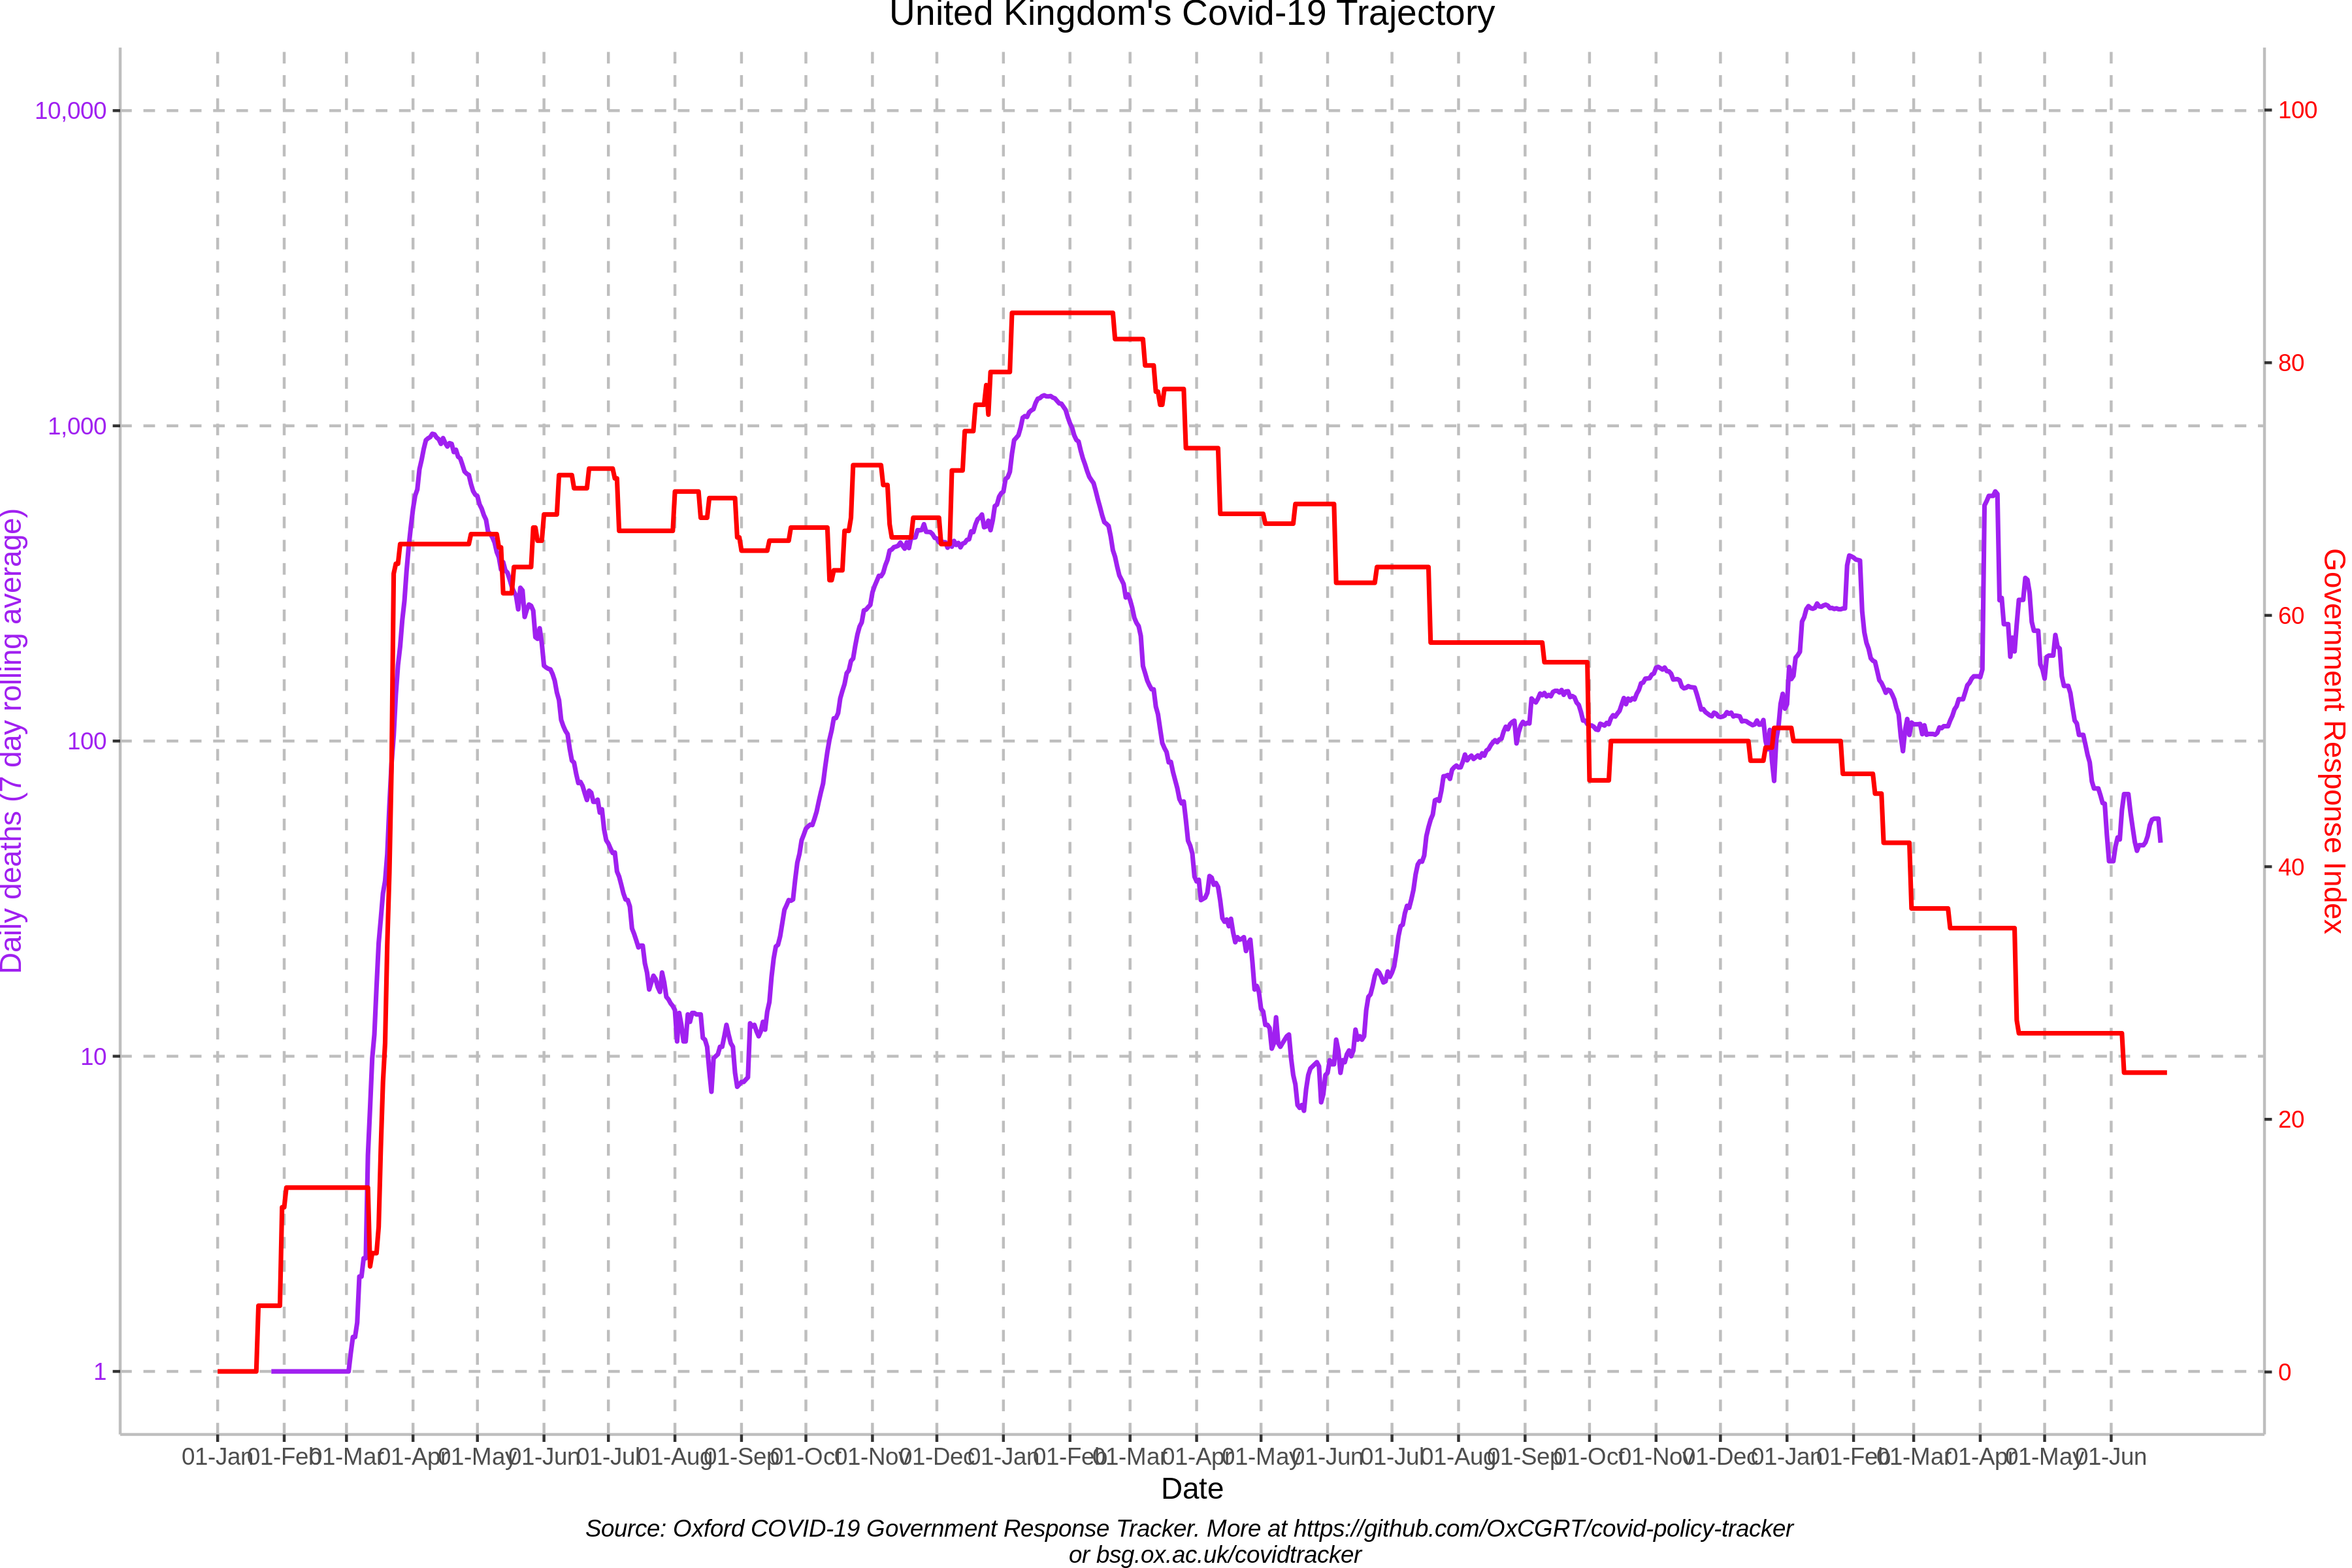 United Kingdom's Covid-19 Trajectory
10,000
1,000
100
10
1
Daily deaths (7 day rolling average)
100
80
60
40
20
0
Government Response Index
01-Jan 01-Feb 01-Mar 01-Apr 01-May 01-Jun 01-Jul 01-Aug 01-Sep 01-Oct 01-Nov 01-Dec 01-Jan 01-Feb 01-Mar 01-Apr 01-May 01-Jun 01-Jul 01-Aug 01-Sep 01-Oct 01-Nov 01-Dec 01-Jan 01-Feb 01-Mar 01-Apr 01-May 01-Jun
Date
Source: Oxford COVID-19 Government Response Tracker. More at https://github.com/OxCGRT/covid-policy-tracker
or bsg.ox.ac.uk/covidtracker